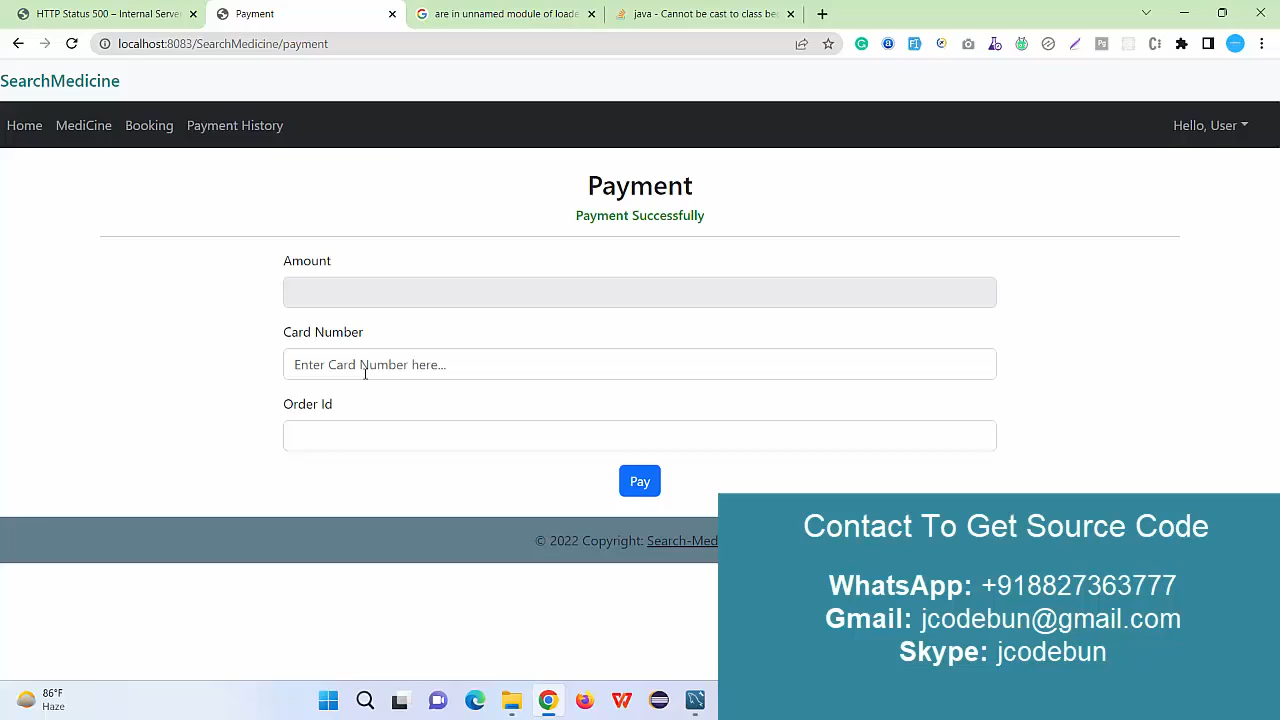 HTTP Status 500 – Internal Server
Payment
are in unnamed module of loade
java - Cannot be cast to class be
localhost:8083/SearchMedicine/payment
SearchMedicine
Home MediCine Booking Payment History Hello, User
Payment
Payment Successfully
Amount
Card Number
Enter Card Number here...
Order Id
Pay
© 2022 Copyright: Search-Med
Contact To Get Source Code
WhatsApp: +918827363777
Gmail: jcodebun@gmail.com
Skype: jcodebun
86°F
Haze